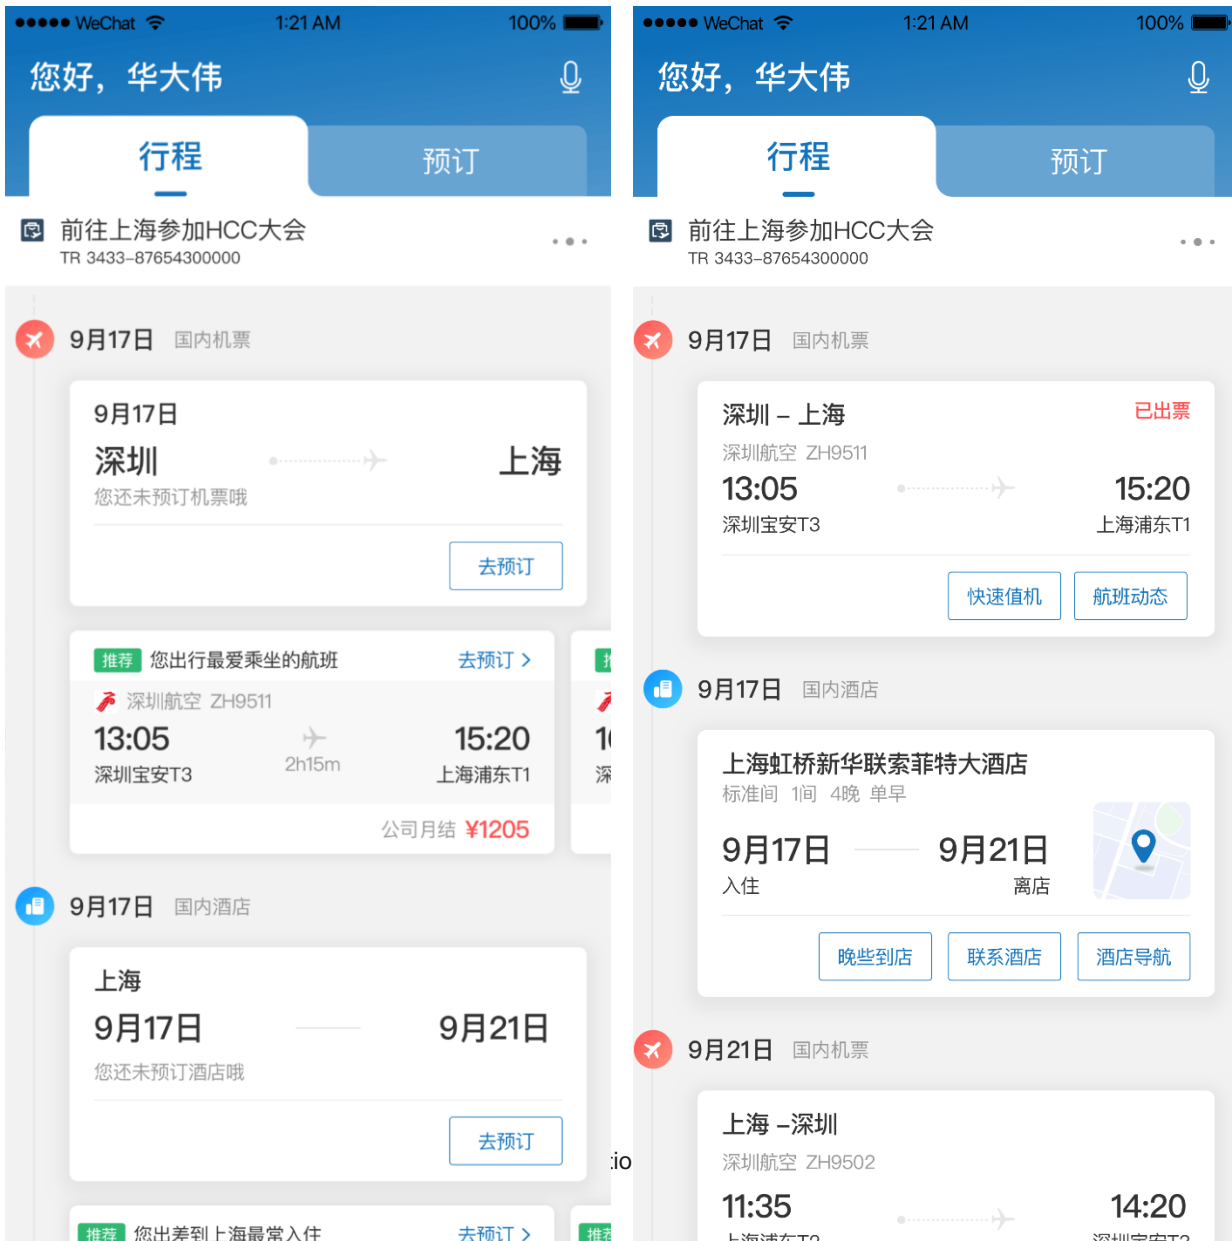 WeChat 1:21 AM 100%
您好，华大伟
行程 预订
前往上海参加HCC大会
TR 3433-87654300000
9月17日 国内机票
9月17日
深圳 上海
您还未预订机票哦
去预订
推荐 您出行最爱乘坐的航班 去预订
深圳航空 ZH9511
13:05 15:20
2h15m
深圳宝安T3 上海浦东T1
公司月结 ¥1205
9月17日 国内酒店
上海
9月17日 9月21日
您还未预订酒店哦
去预订
推荐 您出差到上海最常入住 去预订
tio
WeChat 1:21 AM 100%
您好，华大伟
行程 预订
前往上海参加HCC大会
TR 3433-87654300000
9月17日 国内机票
深圳 – 上海 已出票
深圳航空 ZH9511
13:05 15:20
深圳宝安T3 上海浦东T1
快速值机 航班动态
9月17日 国内酒店
上海虹桥新华联索菲特大酒店
标准间 1间 4晚 单早
9月17日 9月21日
入住 离店
晚些到店 联系酒店 酒店导航
9月21日 国内机票
上海 –深圳
深圳航空 ZH9502
11:35 14:20
上海浦东T2 深圳宝安T3